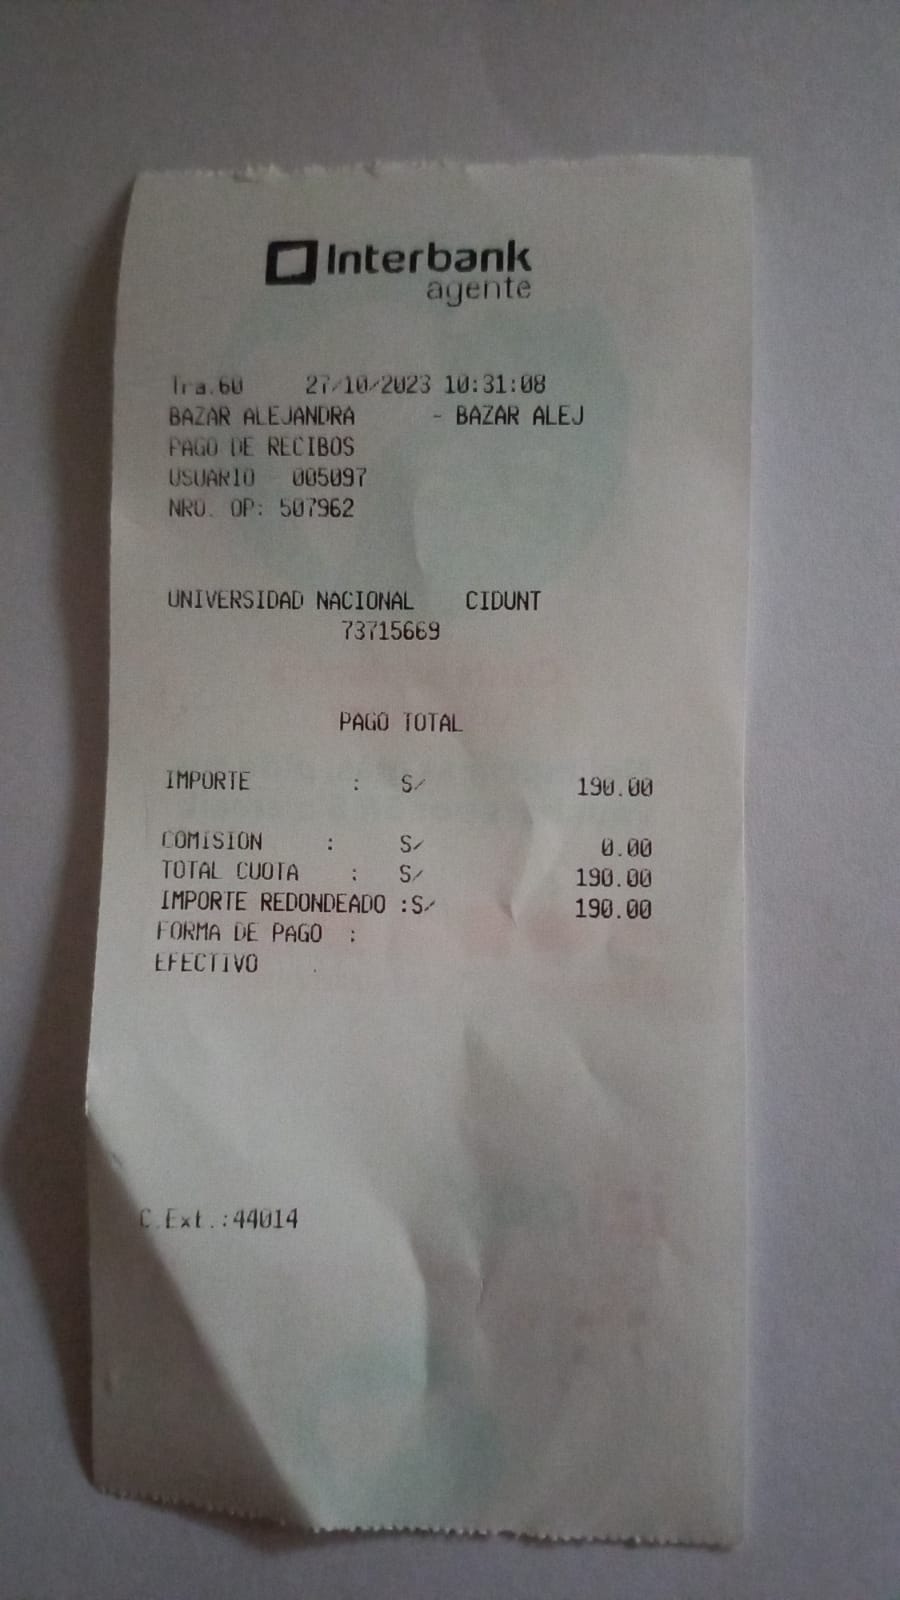 Interbank
agente
Tra.60 27/10/2023 10:31:08
BAZAR ALEJANDRA - BAZAR ALEJ
PAGO DE RECIBOS
USUARIO 005097
NRO. OP: 507962
UNIVERSIDAD NACIONAL CIDUNT
73715669
PAGO TOTAL
IMPORTE : S/ 190.00
COMISION : S/ 0.00
TOTAL CUOTA : S/ 190.00
IMPORTE REDONDEADO :S/ 190.00
FORMA DE PAGO :
EFECTIVO
C.Ext.:44014